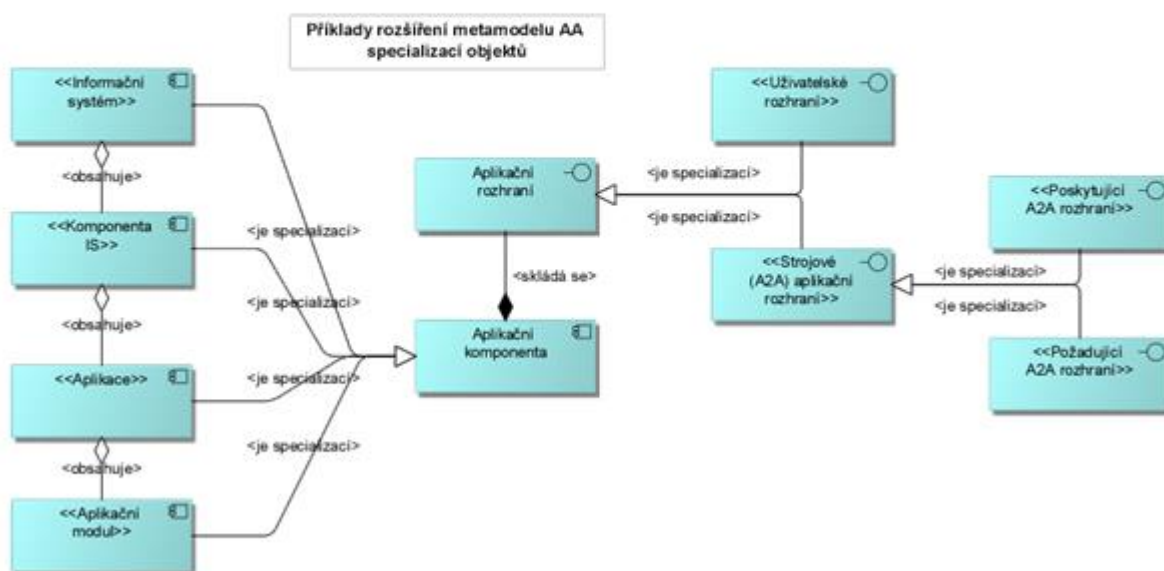 Příklady rozšíření metamodelu AA
specializací objektů
<<Informační
systém>>
<obsahuje>
<<Komponenta
IS>>
<obsahuje>
<<Aplikace>>
<obsahuje>
<<Aplikační
modul>>
<je specializací>
<je specializací>
<je specializací>
<je specializací>
Aplikační
rozhraní
<skládá se>
Aplikační
komponenta
<je specializací>
<je specializací>
<<Uživatelské
rozhraní>>
<<Strojové
(A2A) aplikační
rozhraní>>
<je specializací>
<je specializací>
<<Poskytující
A2A rozhraní>>
<<Požadující
A2A rozhraní>>